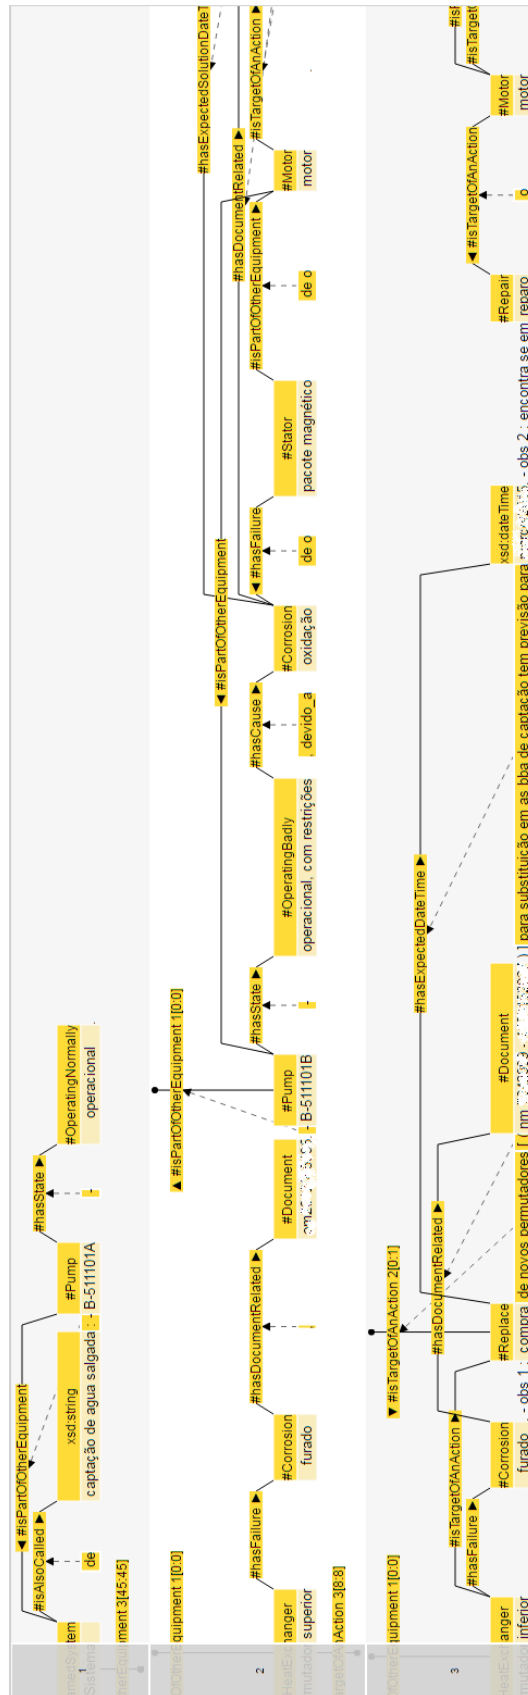 #isPartOfOtherEquipment
#isAlsoCalled ▶
#hasState ▶
de
-
xsd:string
#Pump
#OperatingNormally
captação de agua salgada : - B-511101A
operacional
1
#isPartOfOtherEquipment 1[0:0]
#hasExpectedSolutionDateT
◀ #isPartOfOtherEquipment
#hasDocumentRelated ▶
#hasFailure ▶
#hasDocumentRelated ▶
#hasState ▶
#hasCause ▶
◀ #hasFailure
#isPartOfOtherEquipment ▶
#isTargetOfAnAction ▶
-
devido_a
de o
de o
#Corrosion
#Document
#Pump
#OperatingBadly
#Corrosion
#Stator
#Motor
superior
furado
- B-511101B
operacional, com restrições
oxidação
pacote magnético
motor
2
▼ #isTargetOfAnAction 2[0:1]
#hasExpectedDateTime ▶
#hasDocumentRelated ▶
#isTargetOfAnAction ▶
#hasFailure ▶
◀ #isTargetOfAnAction
o
#Corrosion
#Replace
#Document
xsd:dateTime
#Repair
#Motor
inferior
furado
- obs 1 : compra de novos permutadores [ ( nm
) ] para substituição em as bba de captação tem previsão para
- obs 2 : encontra se em reparo
o
motor
3